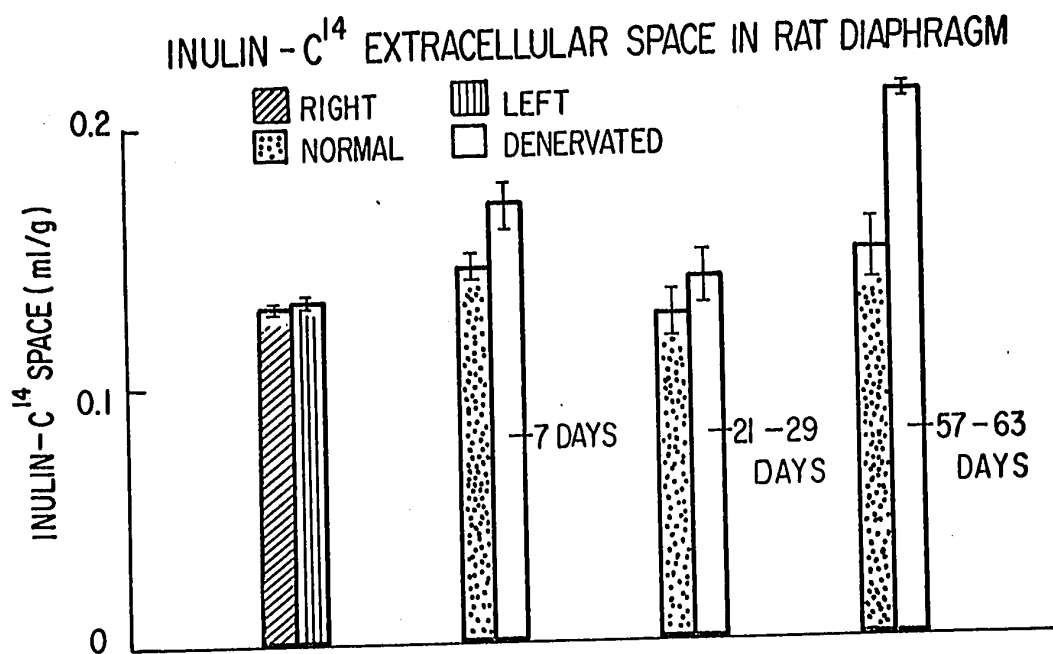 INULIN-C¹⁴ EXTRACELLULAR SPACE IN RAT DIAPHRAGM
RIGHT LEFT
NORMAL DENERVATED
INULIN-C¹⁴ SPACE (ml/g)
0.2
0.1
0
7 DAYS
21-29 DAYS
57-63 DAYS